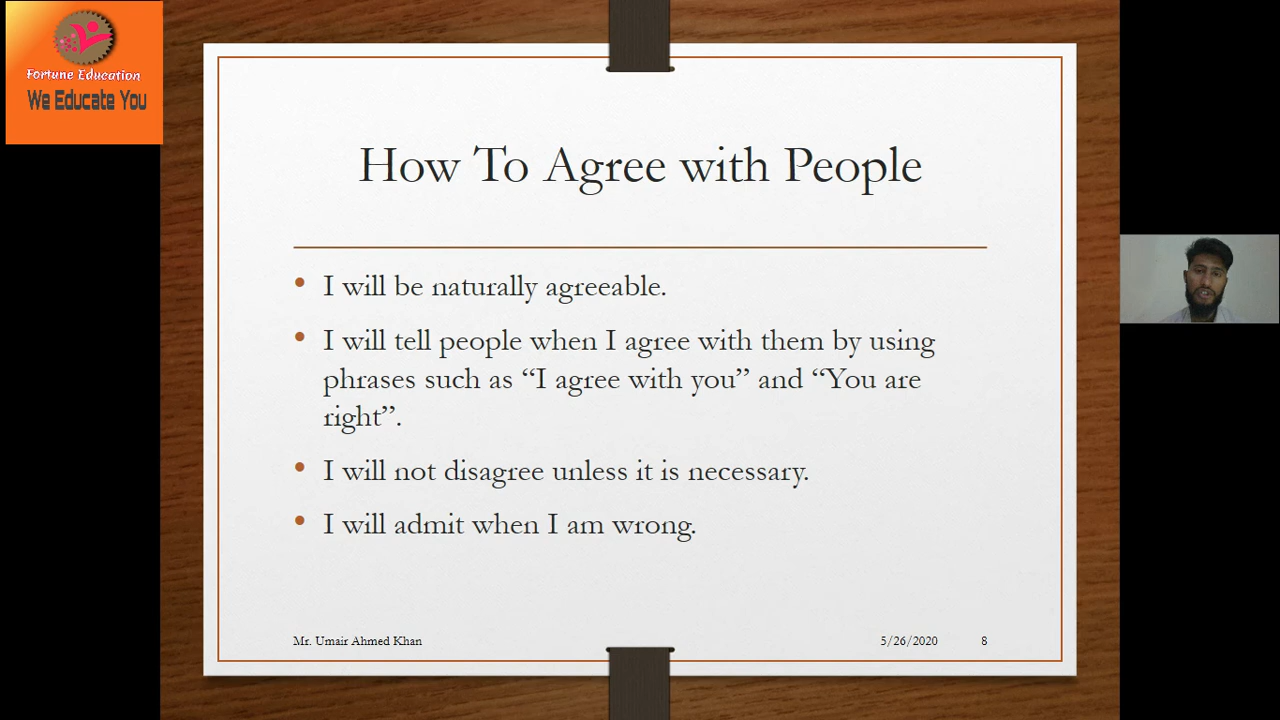 Fortune Education
We Educate You
How To Agree with People
• I will be naturally agreeable.
• I will tell people when I agree with them by using
phrases such as “I agree with you” and “You are
right”.
• I will not disagree unless it is necessary.
• I will admit when I am wrong.
Mr. Umair Ahmed Khan 5/26/2020 8